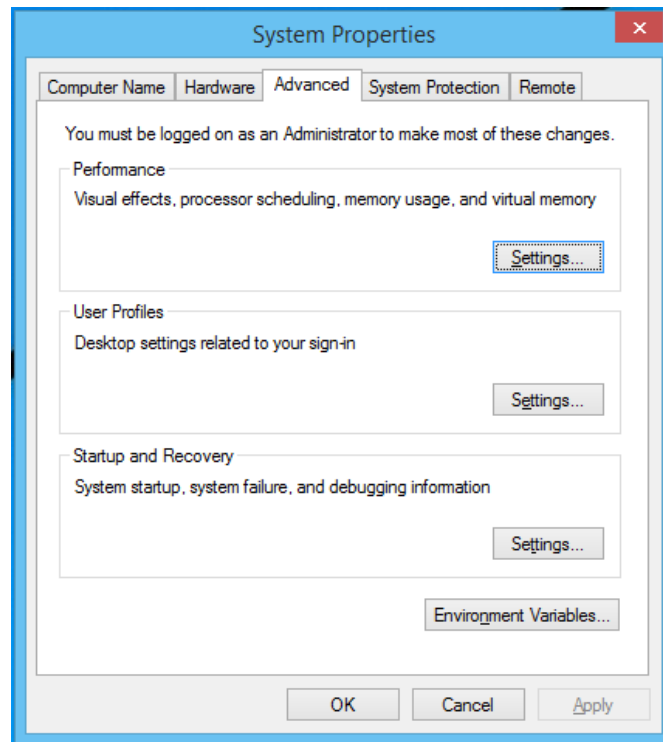 System Properties
Computer Name Hardware Advanced System Protection Remote
You must be logged on as an Administrator to make most of these changes.
Performance
Visual effects, processor scheduling, memory usage, and virtual memory
Settings...
User Profiles
Desktop settings related to your sign-in
Settings...
Startup and Recovery
System startup, system failure, and debugging information
Settings...
Environment Variables...
OK Cancel Apply